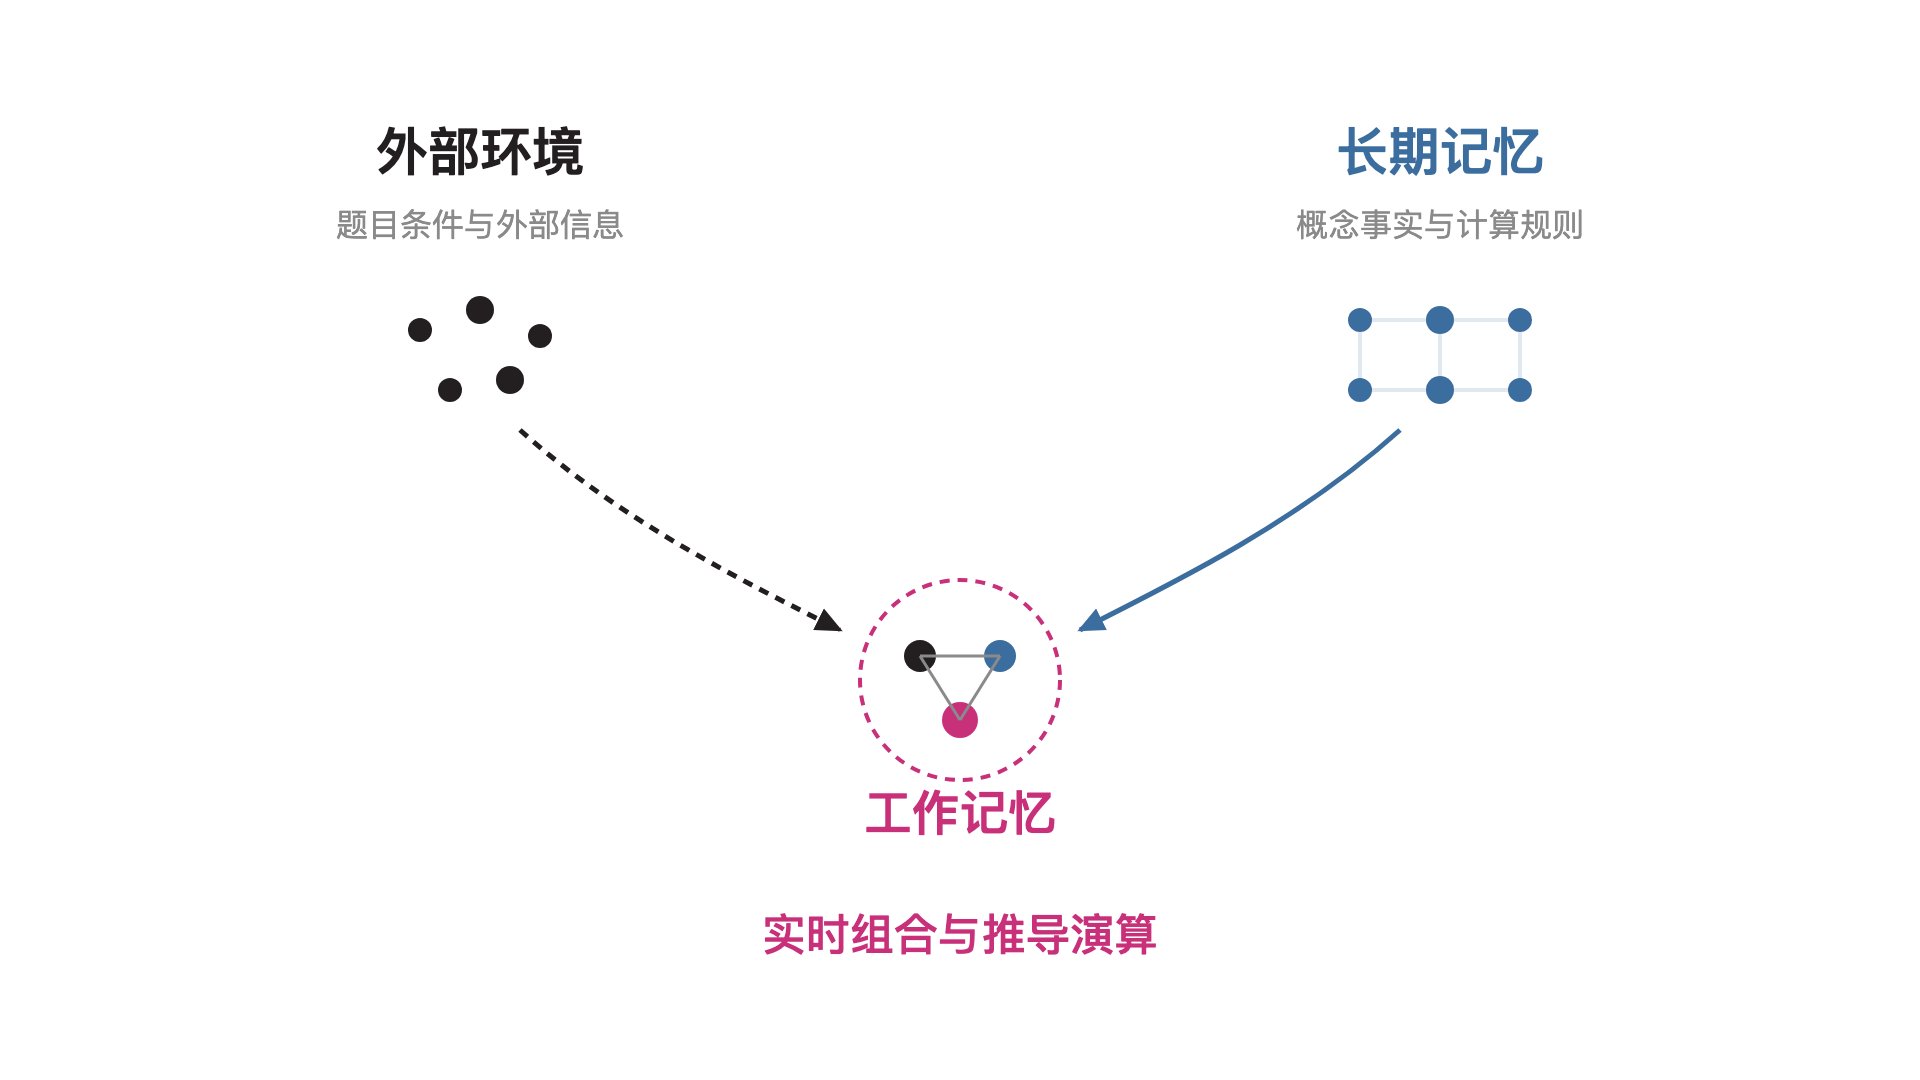 外部环境
题目条件与外部信息
长期记忆
概念事实与计算规则
工作记忆
实时组合与推导演算